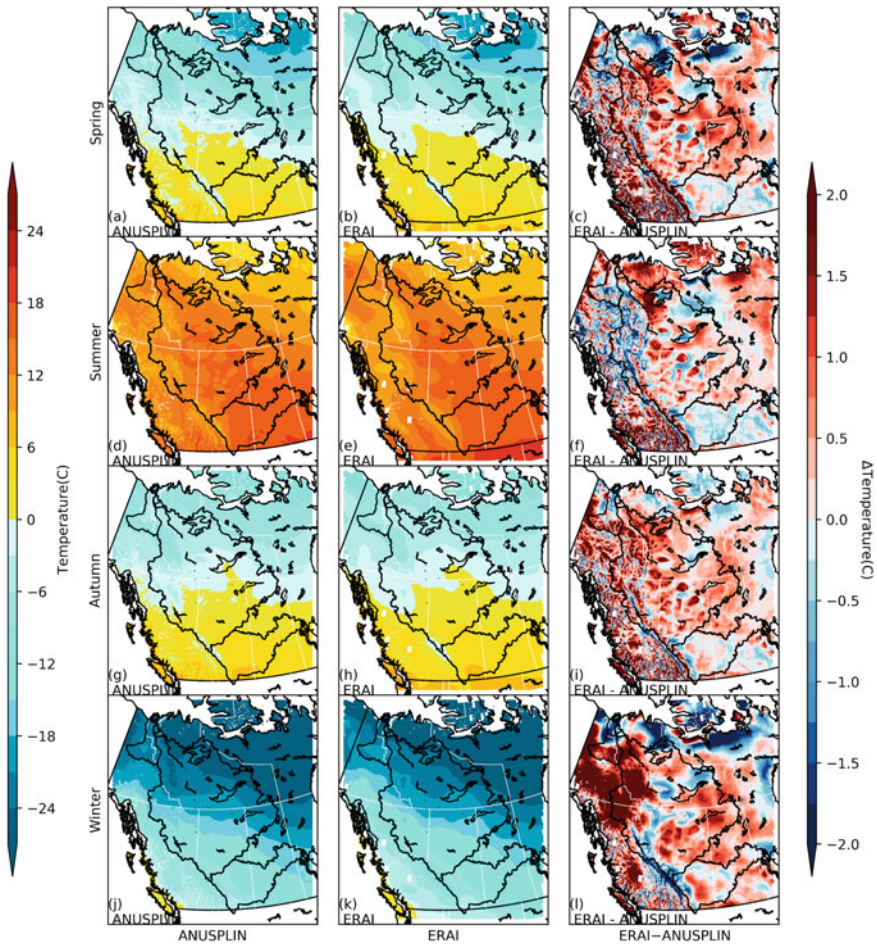 Spring
(a)
ANUSPLIN
(b)
ERAI
(c)
ERAI - ANUSPLIN
Summer
(d)
ANUSPLIN
(e)
ERAI
(f)
ERAI - ANUSPLIN
Autumn
(g)
ANUSPLIN
(h)
ERAI
(i)
ERAI - ANUSPLIN
Winter
(j)
ANUSPLIN
(k)
ERAI
(l)
ERAI - ANUSPLIN
ANUSPLIN
ERAI
ERAI−ANUSPLIN
24
18
12
6
0
−6
−12
−18
−24
Temperature(C)
2.0
1.5
1.0
0.5
0.0
−0.5
−1.0
−1.5
−2.0
ΔTemperature(C)